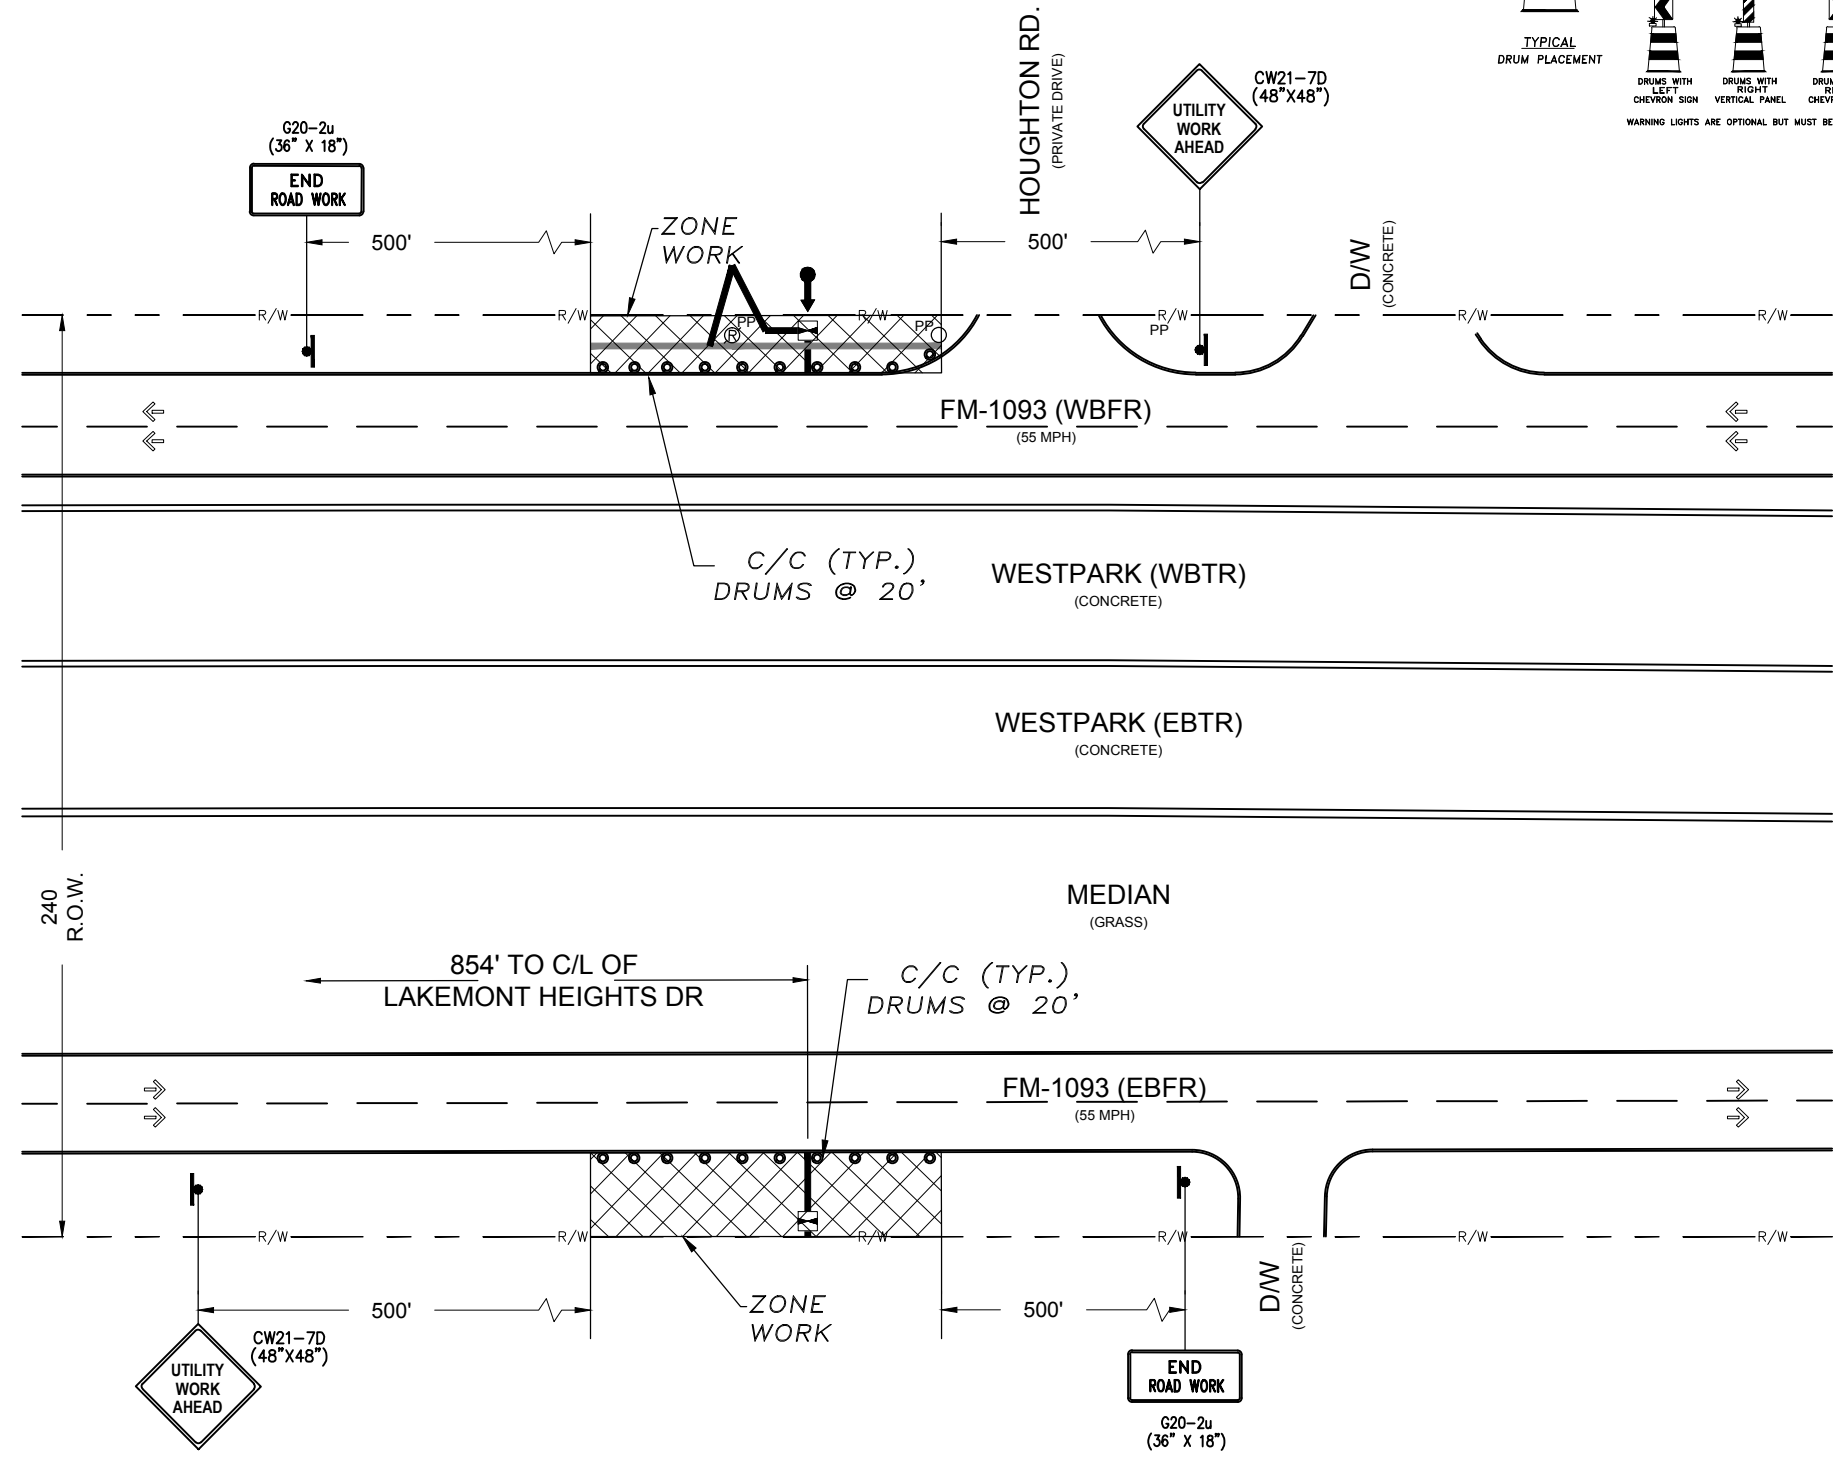 TYPICAL
DRUM PLACEMENT
DRUMS WITH
LEFT
CHEVRON SIGN
DRUMS WITH
RIGHT
VERTICAL PANEL
WARNING LIGHTS ARE OPTIONAL BUT MUST BE
HOUGHTON RD.
(PRIVATE DRIVE)
CW21-7D
(48"X48")
UTILITY
WORK
AHEAD
G20-2u
(36" X 18")
END
ROAD WORK
500'
ZONE
WORK
500'
D/W
(CONCRETE)
R/W
R/W
R/W
R/W
R/W
R/W
PP
R
PP
PP
FM-1093 (WBFR)
(55 MPH)
C/C (TYP.)
DRUMS @ 20'
WESTPARK (WBTR)
(CONCRETE)
WESTPARK (EBTR)
(CONCRETE)
240
R.O.W.
MEDIAN
(GRASS)
854' TO C/L OF
LAKEMONT HEIGHTS DR
C/C (TYP.)
DRUMS @ 20'
FM-1093 (EBFR)
(55 MPH)
R/W
R/W
R/W
R/W
R/W
R/W
500'
ZONE
WORK
500'
D/W
(CONCRETE)
CW21-7D
(48"X48")
UTILITY
WORK
AHEAD
END
ROAD WORK
G20-2u
(36" X 18")